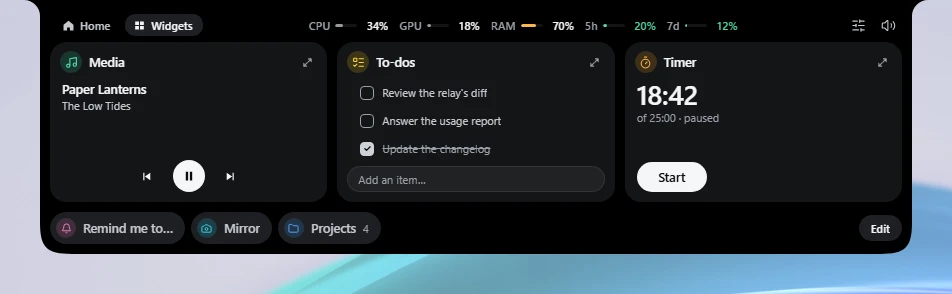 Home
Widgets
CPU 34% GPU 18% RAM 70% 5h 20% 7d 12%
Media
Paper Lanterns
The Low Tides
To-dos
Review the relay's diff
Answer the usage report
Update the changelog
Add an item...
Timer
18:42
of 25:00 · paused
Start
Remind me to...
Mirror
Projects 4
Edit